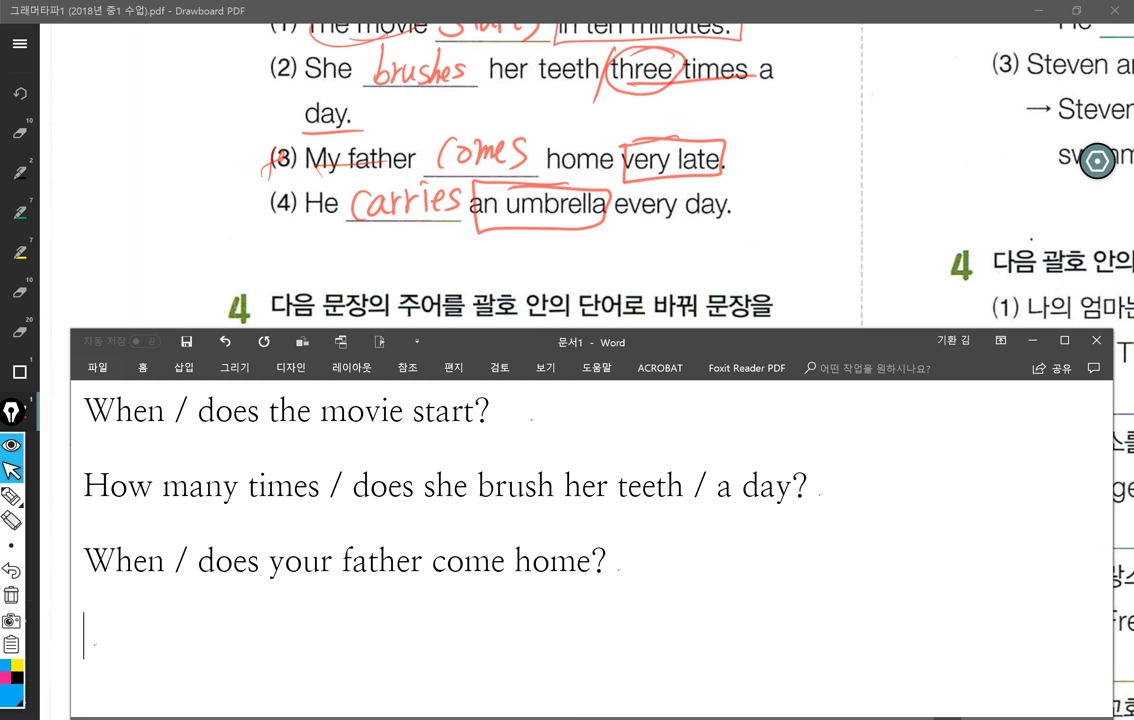 그래머타파1 (2018년 중1 수업).pdf - Drawboard PDF
(1) The movie starts in ten minutes.
(2) She brushes her teeth three times a
day.
(3) My father comes home very late.
(4) He carries an umbrella every day.
4 다음 문장의 주어를 괄호 안의 단어로 바꿔 문장을
(3) Steven
→ Steven
4 다음 괄호 안의
(1) 나의 엄마는
자동 저장
문서1 - Word
기환 김
파일 홈 삽입 그리기 디자인 레이아웃 참조 편지 검토 보기 도움말 ACROBAT Foxit Reader PDF 어떤 작업을 원하시나요? 공유
When / does the movie start?
How many times / does she brush her teeth / a day?
When / does your father come home?
10
2
7
7
10
20
1
1